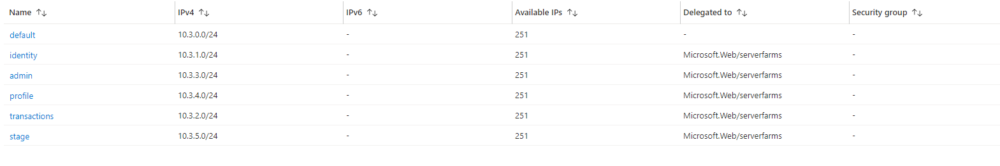 Name ↑↓ IPv4 ↑↓ IPv6 ↑↓ Available IPs ↑↓ Delegated to ↑↓ Security group ↑↓
default 10.3.0.0/24 - 251 - -
identity 10.3.1.0/24 - 251 Microsoft.Web/serverfarms -
admin 10.3.3.0/24 - 251 Microsoft.Web/serverfarms -
profile 10.3.4.0/24 - 251 Microsoft.Web/serverfarms -
transactions 10.3.2.0/24 - 251 Microsoft.Web/serverfarms -
stage 10.3.5.0/24 - 251 Microsoft.Web/serverfarms -